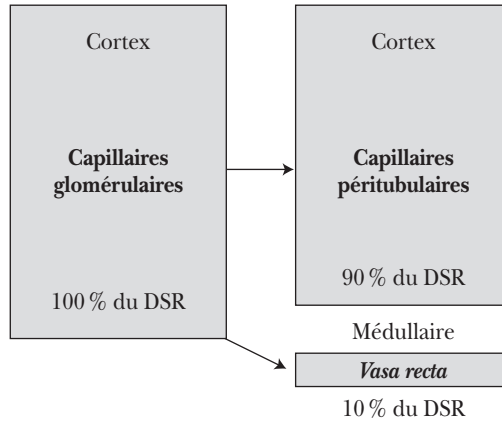 Cortex
Capillaires
glomérulaires
100 % du DSR
Cortex
Capillaires
péritubulaires
90 % du DSR
Médullaire
Vasa recta
10 % du DSR